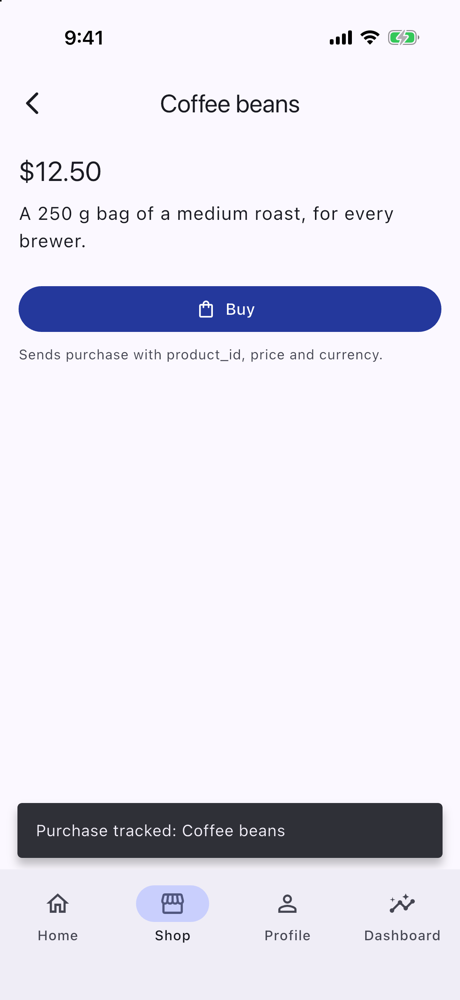 9:41
Coffee beans
$12.50
A 250 g bag of a medium roast, for every
brewer.
Buy
Sends purchase with product_id, price and currency.
Purchase tracked: Coffee beans
Home
Shop
Profile
Dashboard